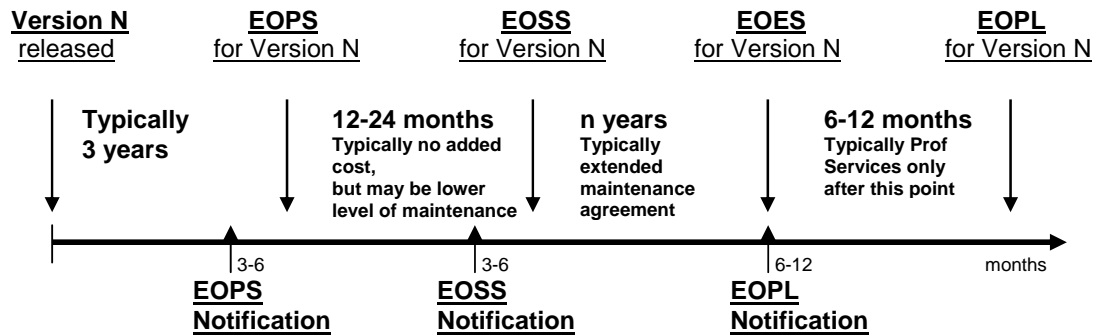 Version N
released
EOPS
for Version N
EOSS
for Version N
EOES
for Version N
EOPL
for Version N
Typically
3 years
12-24 months
Typically no added
cost,
but may be lower
level of maintenance
n years
Typically
extended
maintenance
agreement
6-12 months
Typically Prof
Services only
after this point
3-6
3-6
6-12
months
EOPS
Notification
EOSS
Notification
EOPL
Notification